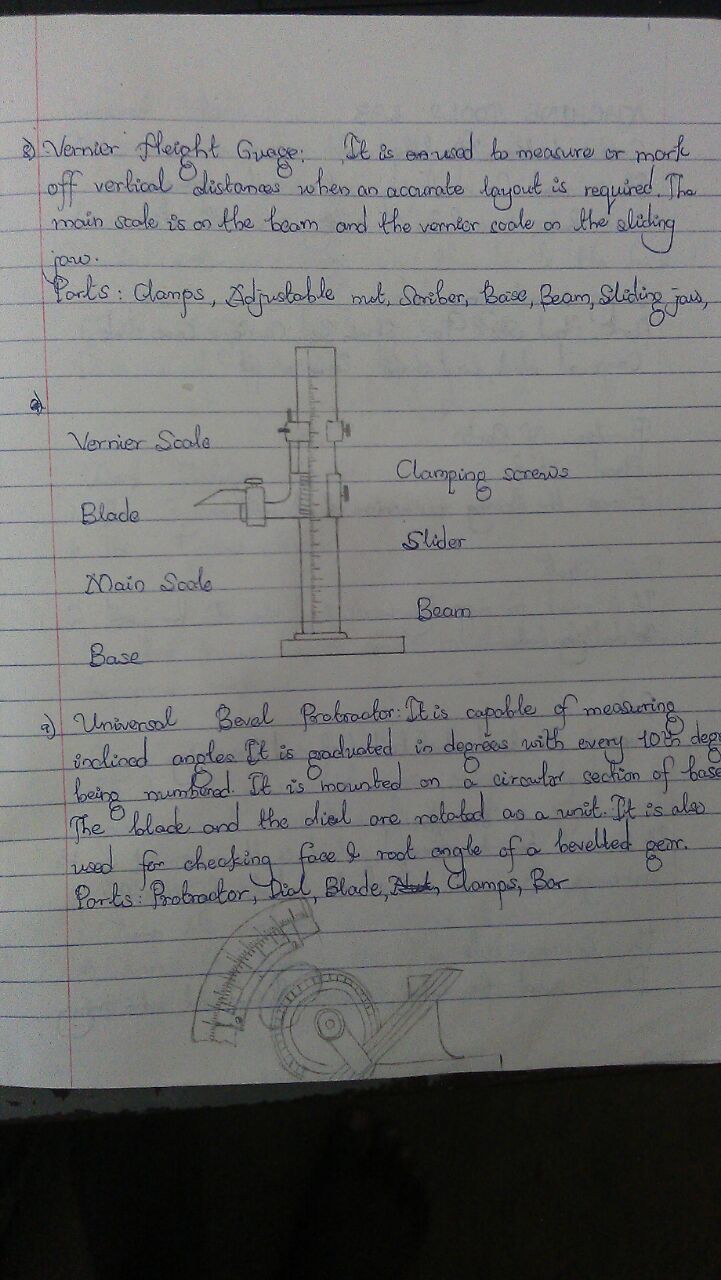 8) Vernier Height Guage: It is used to measure or mark
off vertical distances when an accurate layout is required. The
main scale is on the beam and the vernier scale on the sliding
jaw.
Parts: Clamps, Adjustable nut, Scriber, Base, Beam, Sliding jaw,
Vernier Scale
Clamping screws
Blade
Slider
Main Scale
Beam
Base
9) Universal Bevel Protractor: It is capable of measuring
inclined angles. It is graduated in degrees with every 10th deg
being numbered. It is mounted on a circular section of base
The blade and the dial are rotated as a unit. It is also
used for checking face & root angle of a bevelled gear.
Parts: Protractor, Dial, Blade, Clamps, Bar